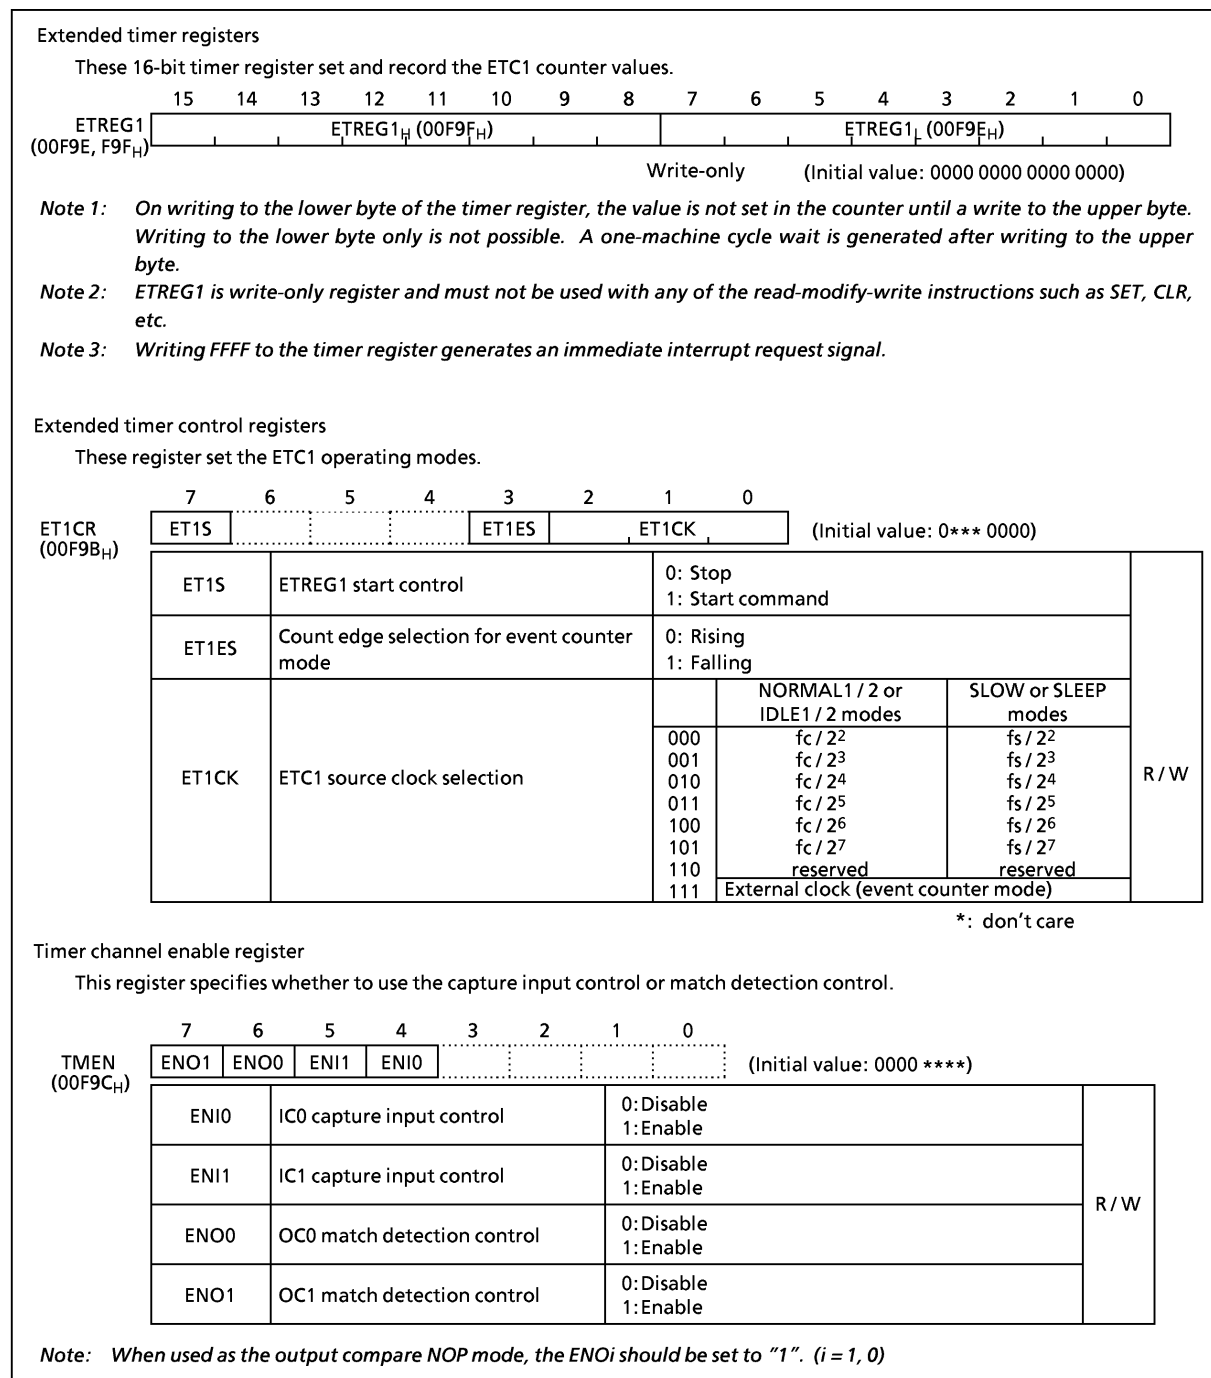 Extended timer registers
These 16-bit timer register set and record the ETC1 counter values.
15 14 13 12 11 10 9 8 7 6 5 4 3 2 1 0
ETREG1 ETREG1H (00F9FH) ETREG1L (00F9EH)
(00F9E, F9FH)
Write-only (Initial value: 0000 0000 0000 0000)
Note 1: On writing to the lower byte of the timer register, the value is not set in the counter until a write to the upper byte.
Writing to the lower byte only is not possible. A one-machine cycle wait is generated after writing to the upper
byte.
Note 2: ETREG1 is write-only register and must not be used with any of the read-modify-write instructions such as SET, CLR,
etc.
Note 3: Writing FFFF to the timer register generates an immediate interrupt request signal.
Extended timer control registers
These register set the ETC1 operating modes.
7 6 5 4 3 2 1 0
ET1CR ET1S ET1ES ET1CK (Initial value: 0*** 0000)
(00F9BH)
ET1S ETREG1 start control 0: Stop
1: Start command
ET1ES Count edge selection for event counter mode 0: Rising
1: Falling
NORMAL1 / 2 or SLOW or SLEEP
IDLE1 / 2 modes modes
000 fc / 2² fs / 2²
001 fc / 2³ fs / 2³
ET1CK ETC1 source clock selection 010 fc / 2⁴ fs / 2⁴ R / W
011 fc / 2⁵ fs / 2⁵
100 fc / 2⁶ fs / 2⁶
101 fc / 2⁷ fs / 2⁷
110 reserved reserved
111 External clock (event counter mode)
*: don't care
Timer channel enable register
This register specifies whether to use the capture input control or match detection control.
7 6 5 4 3 2 1 0
TMEN ENO1 ENO0 ENI1 ENI0 (Initial value: 0000 ****)
(00F9CH)
ENI0 IC0 capture input control 0: Disable
1: Enable
ENI1 IC1 capture input control 0: Disable
1: Enable
R / W
ENO0 OC0 match detection control 0: Disable
1: Enable
ENO1 OC1 match detection control 0: Disable
1: Enable
Note: When used as the output compare NOP mode, the ENOi should be set to "1". (i = 1, 0)